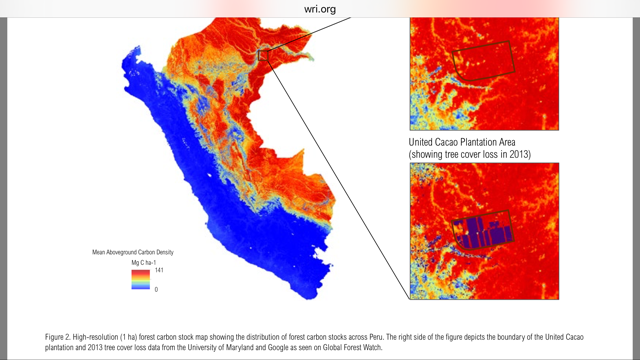 wri.org
United Cacao Plantation Area
(showing tree cover loss in 2013)
Mean Aboveground Carbon Density
Mg C ha-1
141
0
Figure 2. High-resolution (1 ha) forest carbon stock map showing the distribution of forest carbon stocks across Peru. The right side of the figure depicts the boundary of the United Cacao
plantation and 2013 tree cover loss data from the University of Maryland and Google as seen on Global Forest Watch.